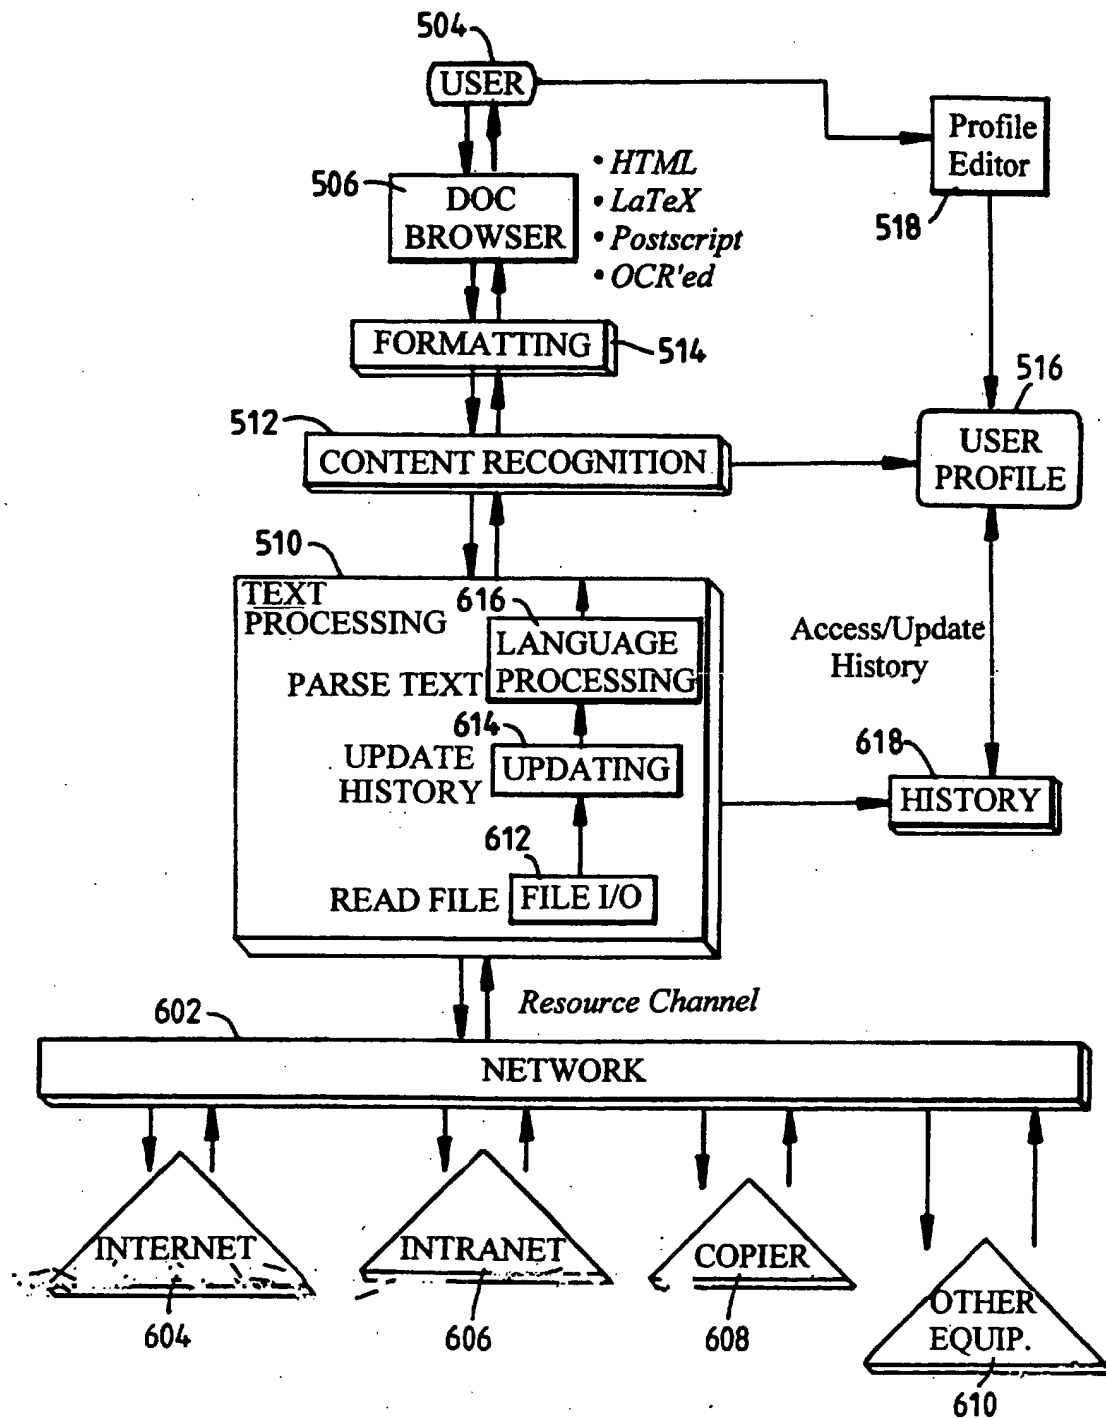 504
USER
Profile
Editor
518
506
DOC
BROWSER
• HTML
• LaTeX
• Postscript
• OCR'ed
FORMATTING
514
512
CONTENT RECOGNITION
516
USER
PROFILE
510
TEXT
PROCESSING
616
LANGUAGE
PROCESSING
PARSE TEXT
614
UPDATE
HISTORY
UPDATING
612
READ FILE
FILE I/O
Access/Update
History
618
HISTORY
Resource Channel
602
NETWORK
INTERNET
604
INTRANET
606
COPIER
608
OTHER
EQUIP.
610